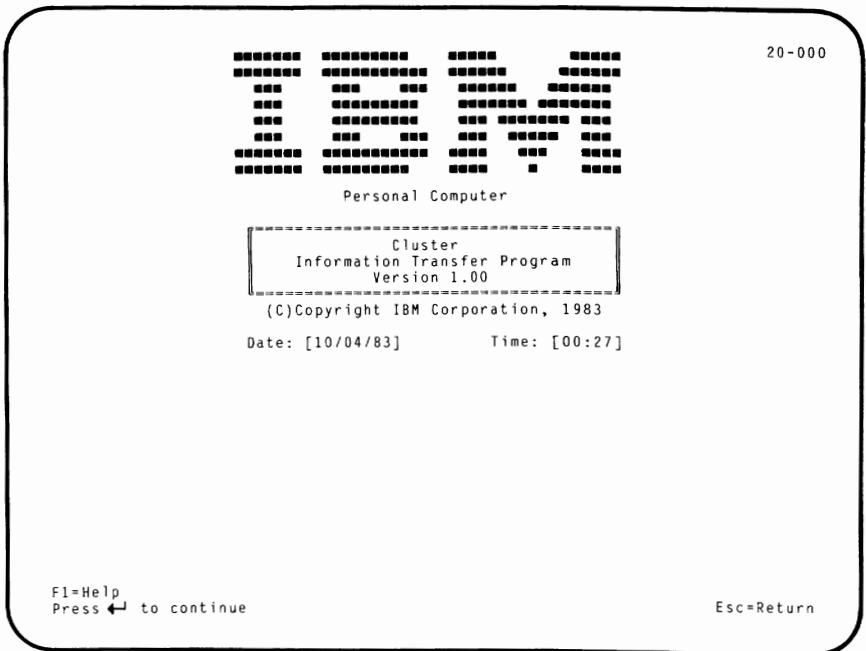 20-000
IBM
Personal Computer
Cluster
Information Transfer Program
Version 1.00
(C)Copyright IBM Corporation, 1983
Date: [10/04/83] Time: [00:27]
F1=Help
Press ↵ to continue Esc=Return